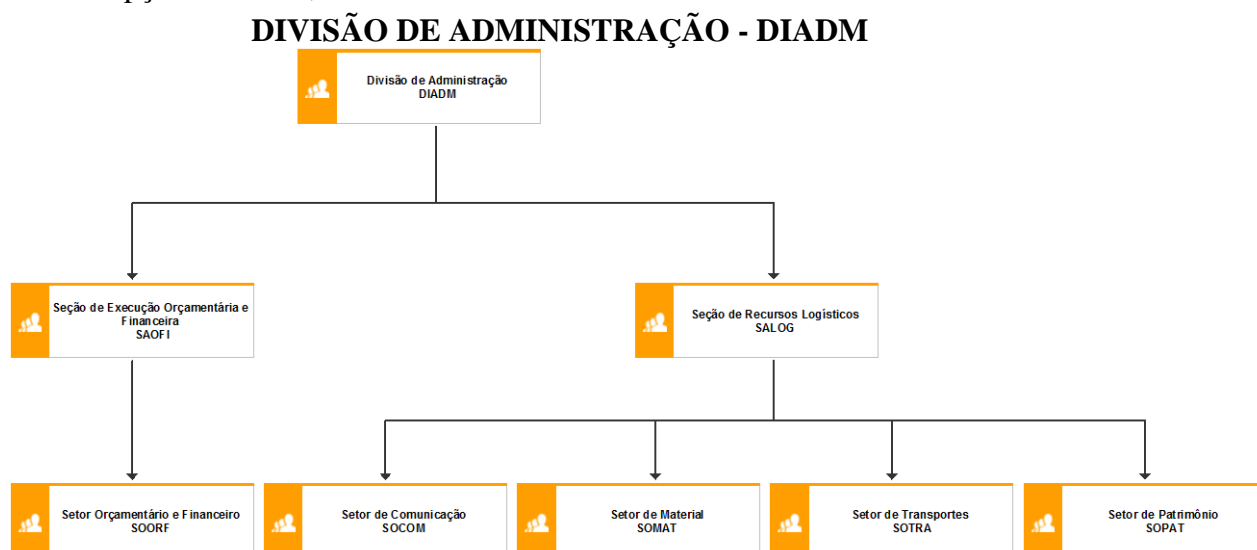 DIVISÃO DE ADMINISTRAÇÃO - DIADM
Divisão de Administração
DIADM
Seção de Execução Orçamentária e
Financeira
SAOFI
Seção de Recursos Logísticos
SALOG
Setor Orçamentário e Financeiro
SOORF
Setor de Comunicação
SOCOM
Setor de Material
SOMAT
Setor de Transportes
SOTRA
Setor de Patrimônio
SOPAT